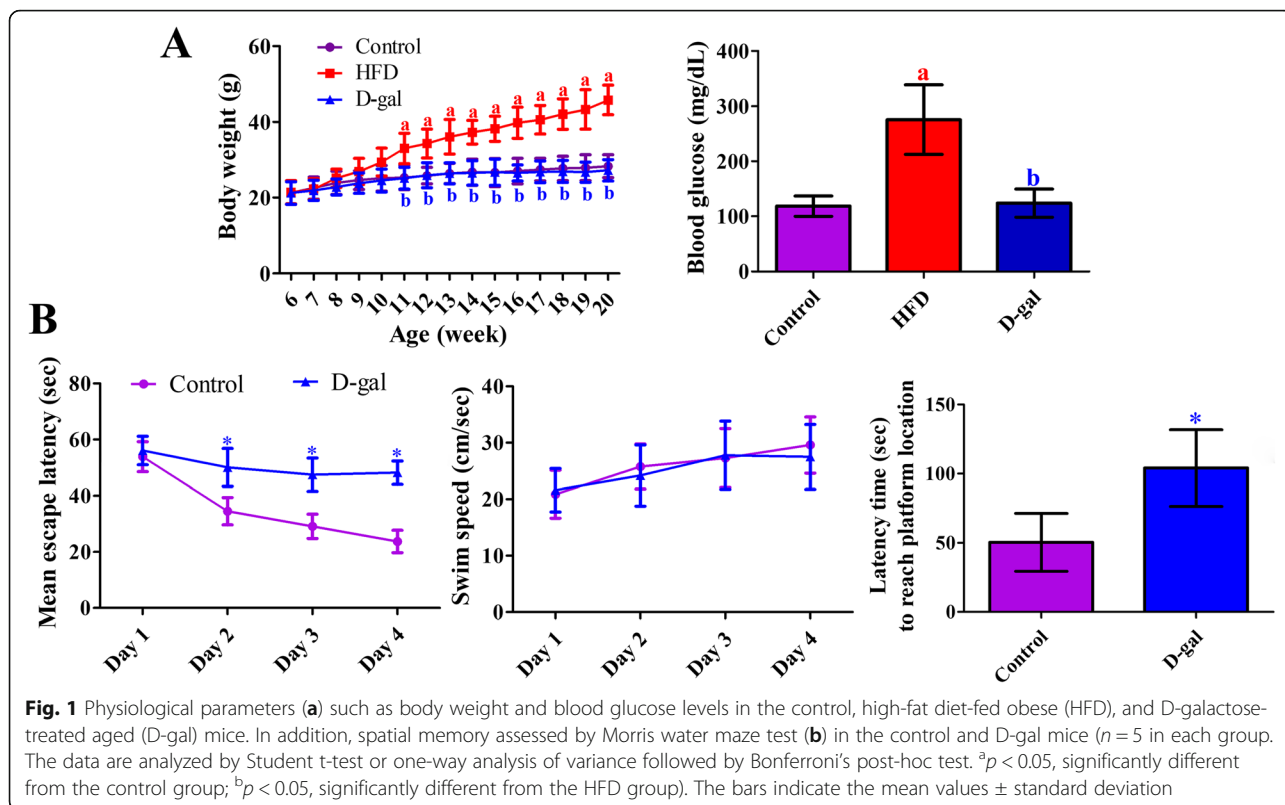 A
Control
HFD
D-gal
Body weight (g)
60
40
20
0
a a a a a a a a a a
b b b b b b b b b b
6 7 8 9 10 11 12 13 14 15 16 17 18 19 20
Age (week)
Blood glucose (mg/dL)
400
300
200
100
0
a
b
Control HFD D-gal
B
Control D-gal
Mean escape latency (sec)
80
60
40
20
0
* * *
Day 1 Day 2 Day 3 Day 4
Swim speed (cm/sec)
40
30
20
10
0
Day 1 Day 2 Day 3 Day 4
Latency time (sec)
to reach platform location
150
100
50
0
*
Control D-gal
Fig. 1 Physiological parameters (a) such as body weight and blood glucose levels in the control, high-fat diet-fed obese (HFD), and D-galactose-
treated aged (D-gal) mice. In addition, spatial memory assessed by Morris water maze test (b) in the control and D-gal mice (n = 5 in each group.
The data are analyzed by Student t-test or one-way analysis of variance followed by Bonferroni's post-hoc test. ᵃp < 0.05, significantly different
from the control group; ᵇp < 0.05, significantly different from the HFD group). The bars indicate the mean values ± standard deviation